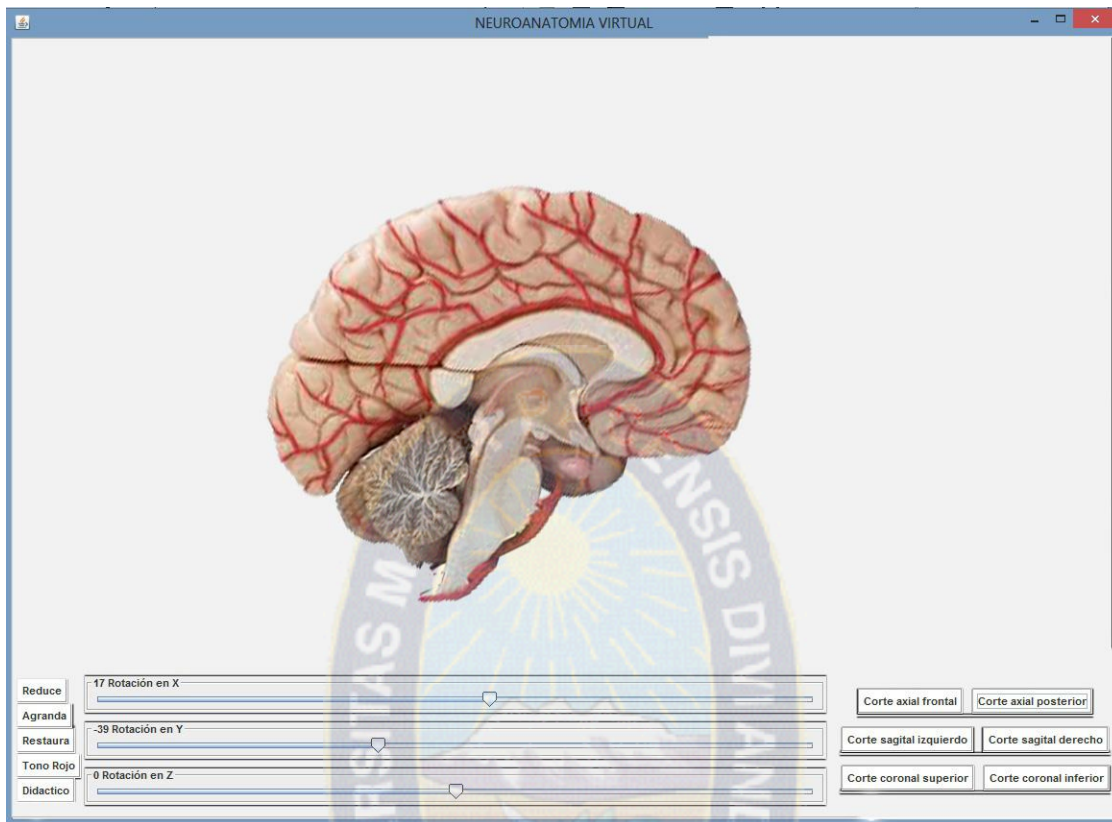 NEUROANATOMIA VIRTUAL
Reduce
Agranda
Restaura
Tono Rojo
Didactico
17 Rotación en X
-39 Rotación en Y
0 Rotación en Z
Corte axial frontal
Corte axial posterior
Corte sagital izquierdo
Corte sagital derecho
Corte coronal superior
Corte coronal inferior